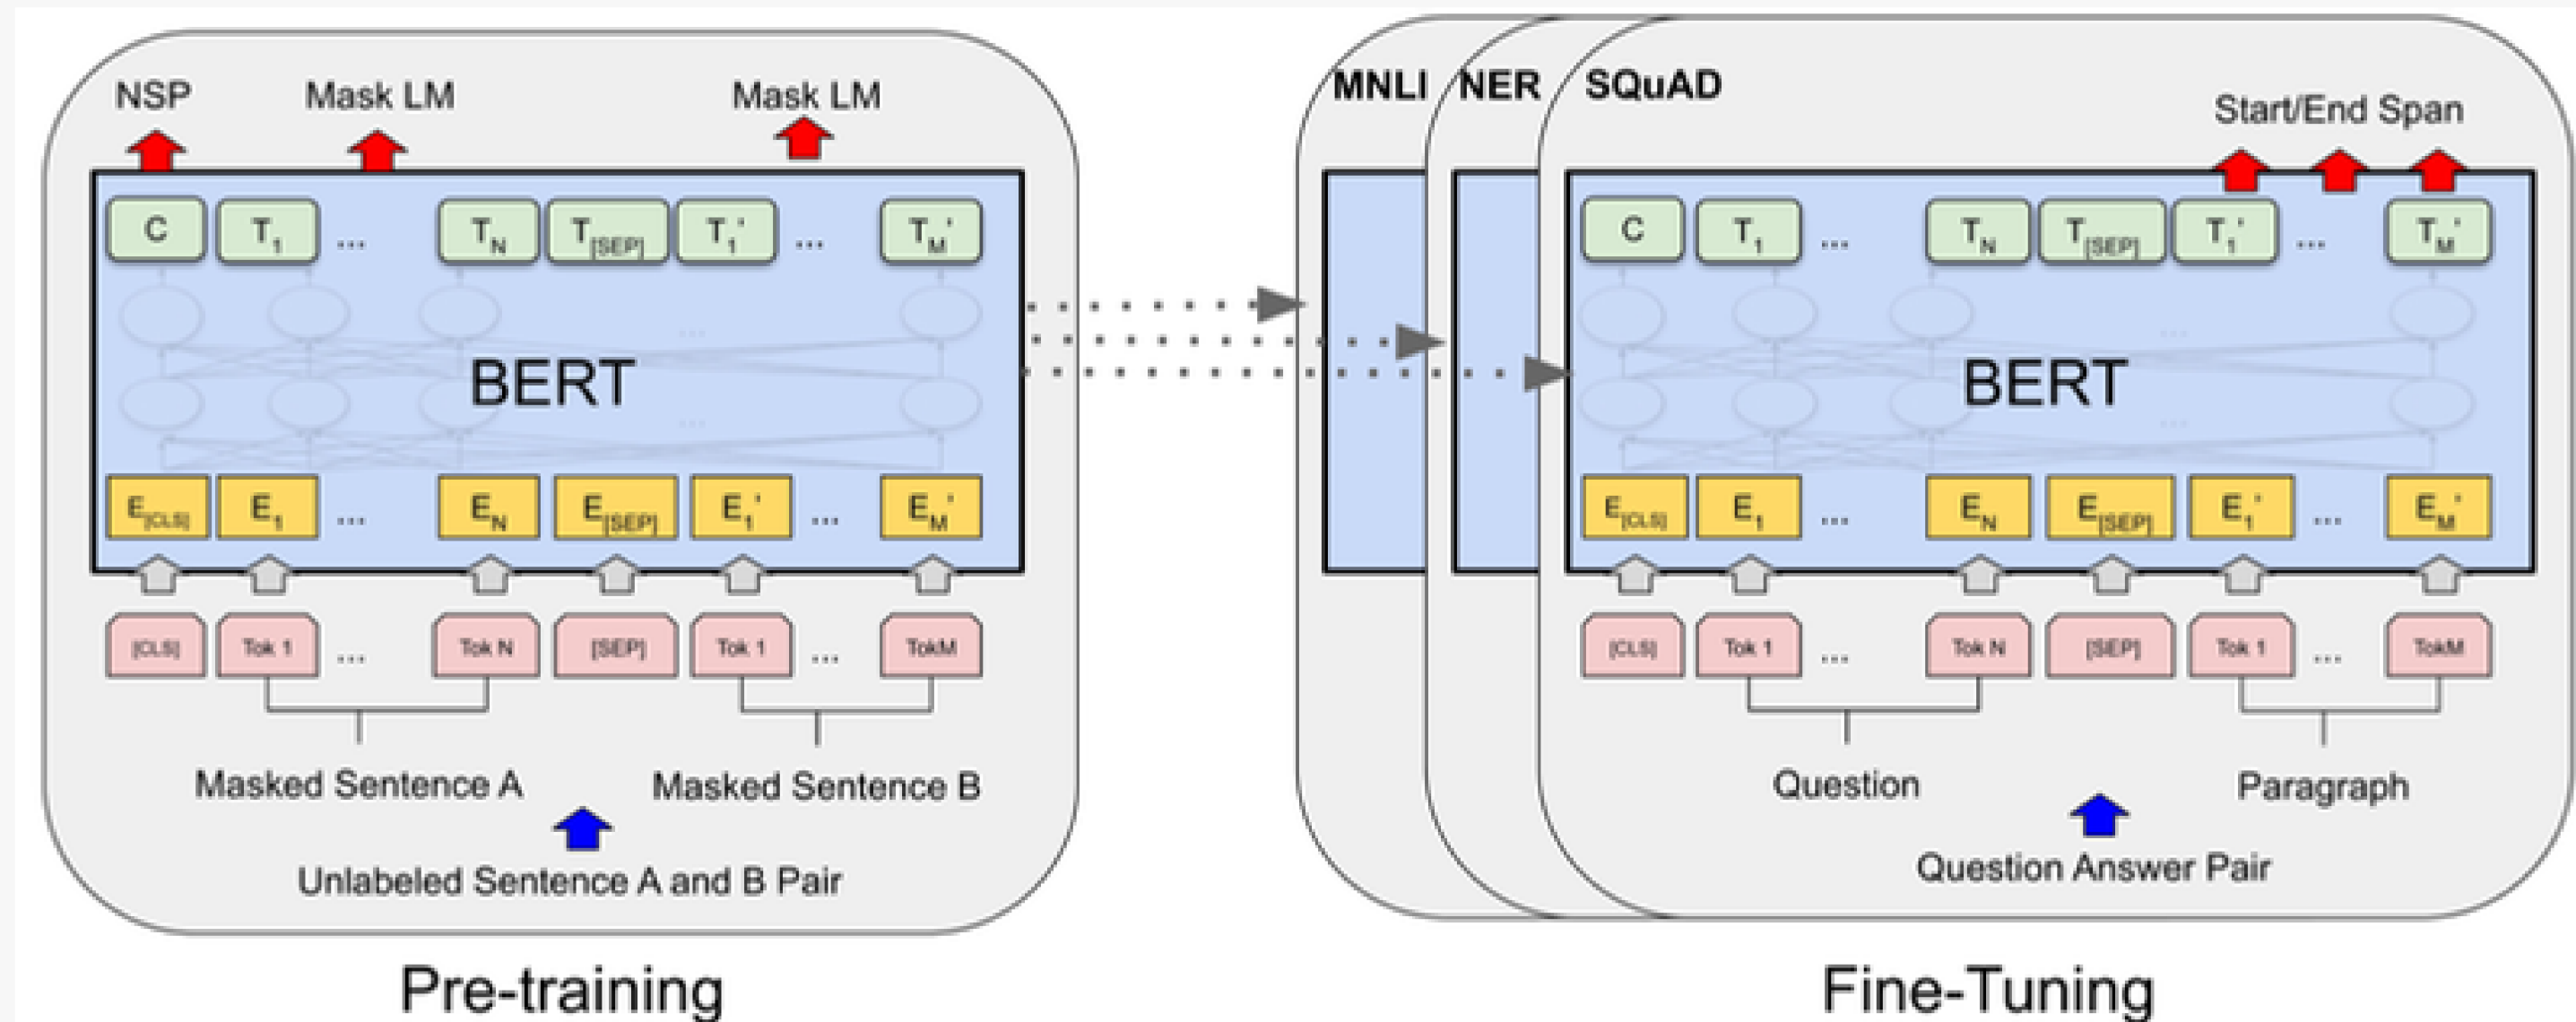 NSP Mask LM Mask LM
C T1 ... TN T[SEP] T1' ... TM'
BERT
E[CLS] E1 ... EN E[SEP] E1' ... EM'
[CLS] Tok 1 ... Tok N [SEP] Tok 1 ... TokM
Masked Sentence A Masked Sentence B
Unlabeled Sentence A and B Pair
Pre-training
MNLI NER SQuAD
Start/End Span
C T1 ... TN T[SEP] T1' ... TM'
BERT
E[CLS] E1 ... EN E[SEP] E1' ... EM'
[CLS] Tok 1 ... Tok N [SEP] Tok 1 ... TokM
Question Paragraph
Question Answer Pair
Fine-Tuning